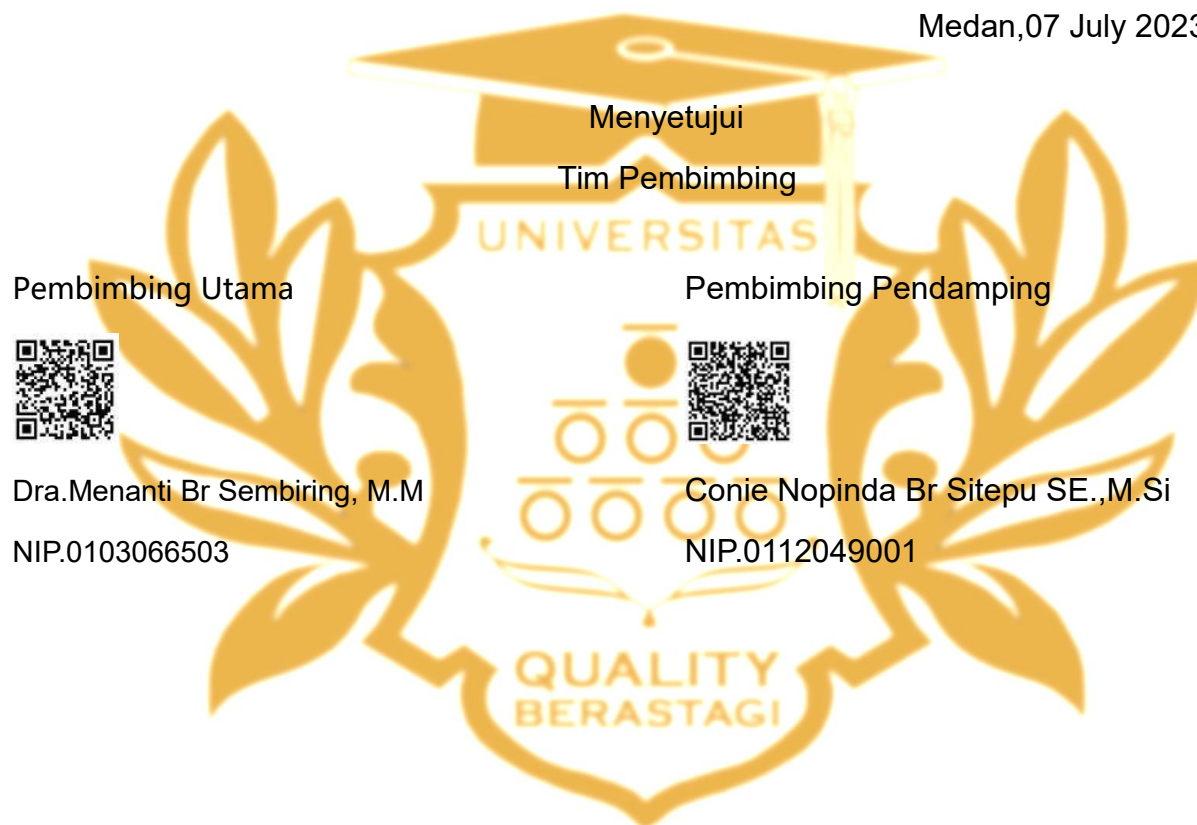 Medan,07 July 2023
Menyetujui
Tim Pembimbing
UNIVERSITAS
Pembimbing Utama
Pembimbing Pendamping
Dra.Menanti Br Sembiring, M.M
Conie Nopinda Br Sitepu SE.,M.Si
NIP.0103066503
NIP.0112049001
QUALITY
BERASTAGI